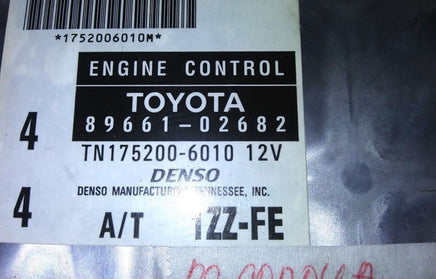 *1752006010M*
ENGINE CONTROL
TOYOTA
89661-02682
4
TN175200-6010 12V
DENSO
DENSO MANUFACTURING TENNESSEE, INC.
4
A/T 1ZZ-FE